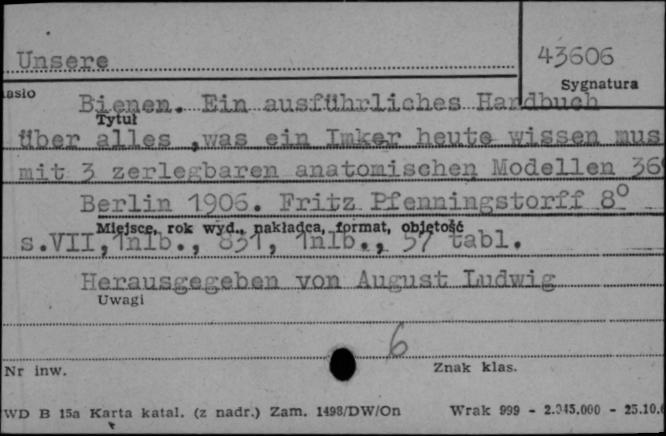 Unsere
43606
asło
Sygnatura
Bienen. Ein ausführliches Handbuch
Tytuł
über alles ,was ein Imker heute wissen mus
mit 3 zerlegbaren anatomischen Modellen 36
Berlin 1906. Fritz Pfenningstorff 8°
Miejsce, rok wyd., nakładca, format, objętość
s.VII,1nlb., 831, 1nlb., 57 tabl.
Herausgegeben von August Ludwig
Uwagi
6
Nr inw.
Znak klas.
WD B 15a Karta katal. (z nadr.) Zam. 1498/DW/On
Wrak 999 - 2.345.000 - 25.10.